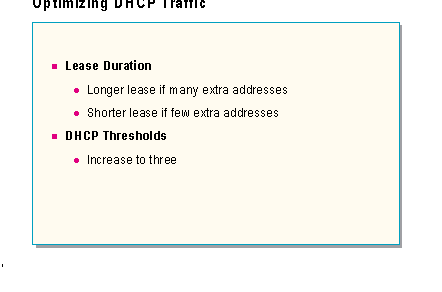 Optimizing DHCP Traffic
Lease Duration
Longer lease if many extra addresses
Shorter lease if few extra addresses
DHCP Thresholds
Increase to three